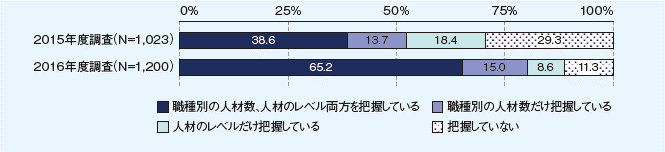 0% 25% 50% 75% 100%
2015年度調査(N=1,023) 38.6 13.7 18.4 29.3
2016年度調査(N=1,200) 65.2 15.0 8.6 11.3
職種別の人材数、人材のレベル両方を把握している 職種別の人材数だけ把握している
人材のレベルだけ把握している 把握していない